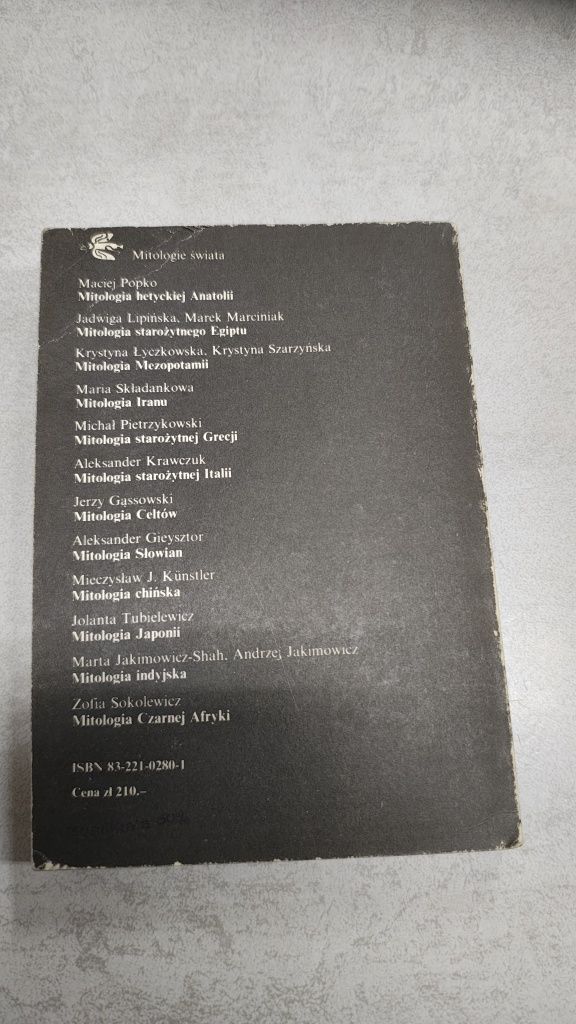 Mitologie świata
Maciej Popko
Mitologia hetyckiej Anatolii
Jadwiga Lipińska, Marek Marciniak
Mitologia starożytnego Egiptu
Krystyna Łyczkowska, Krystyna Szarzyńska
Mitologia Mezopotamii
Maria Składankowa
Mitologia Iranu
Michał Pietrzykowski
Mitologia starożytnej Grecji
Aleksander Krawczuk
Mitologia starożytnej Italii
Jerzy Gąssowski
Mitologia Celtów
Aleksander Gieysztor
Mitologia Słowian
Mieczysław J. Künstler
Mitologia chińska
Jolanta Tubielewicz
Mitologia Japonii
Marta Jakimowicz-Shah, Andrzej Jakimowicz
Mitologia indyjska
Zofia Sokolewicz
Mitologia Czarnej Afryki
ISBN 83-221-0280-1
Cena zł 210.–